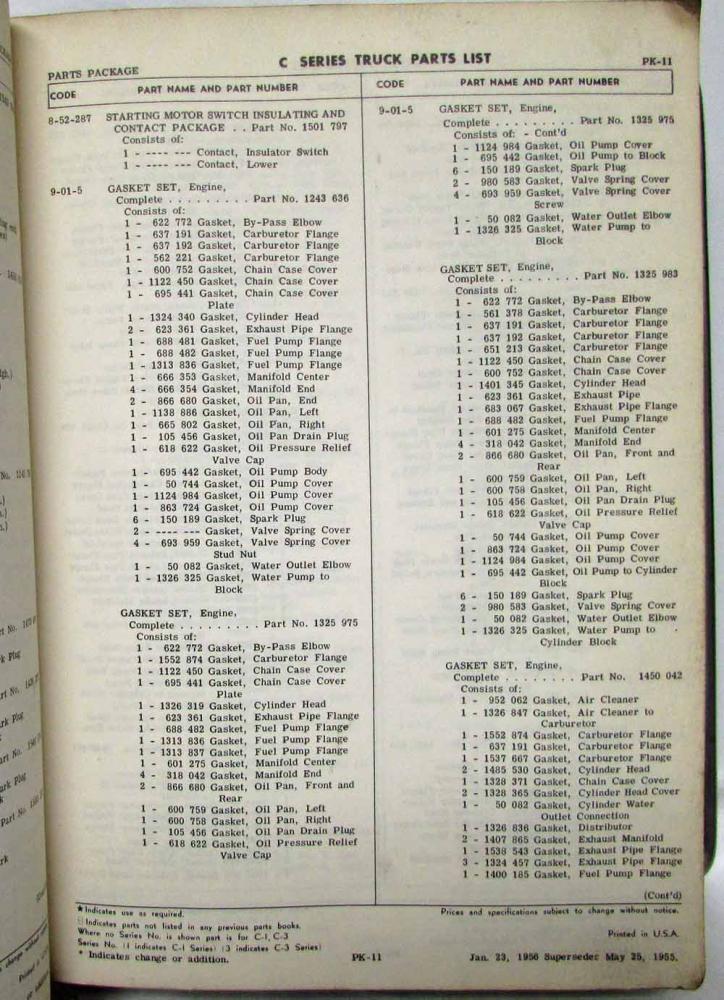 C SERIES TRUCK PARTS LIST
PARTS PACKAGE
PK-11
CODE PART NAME AND PART NUMBER
8-52-287 STARTING MOTOR SWITCH INSULATING AND
CONTACT PACKAGE . . Part No. 1501 797
Consists of:
1 - ---- --- Contact, Insulator Switch
1 - ---- --- Contact, Lower
9-01-5 GASKET SET, Engine,
Complete . . . . . . . . . Part No. 1243 636
Consists of:
1 - 622 772 Gasket, By-Pass Elbow
1 - 637 191 Gasket, Carburetor Flange
1 - 637 192 Gasket, Carburetor Flange
1 - 562 221 Gasket, Carburetor Flange
1 - 600 752 Gasket, Chain Case Cover
1 - 1122 450 Gasket, Chain Case Cover
1 - 695 441 Gasket, Chain Case Cover
Plate
1 - 1324 340 Gasket, Cylinder Head
2 - 623 361 Gasket, Exhaust Pipe Flange
1 - 688 481 Gasket, Fuel Pump Flange
1 - 688 482 Gasket, Fuel Pump Flange
1 - 1313 836 Gasket, Fuel Pump Flange
1 - 666 353 Gasket, Manifold Center
4 - 666 354 Gasket, Manifold End
2 - 866 680 Gasket, Oil Pan, End
1 - 1138 886 Gasket, Oil Pan, Left
1 - 665 802 Gasket, Oil Pan, Right
1 - 105 456 Gasket, Oil Pan Drain Plug
1 - 618 622 Gasket, Oil Pressure Relief
Valve Cap
1 - 695 442 Gasket, Oil Pump Body
1 - 50 744 Gasket, Oil Pump Cover
1 - 1124 984 Gasket, Oil Pump Cover
1 - 863 724 Gasket, Oil Pump Cover
6 - 150 189 Gasket, Spark Plug
2 - ---- --- Gasket, Valve Spring Cover
4 - 693 959 Gasket, Valve Spring Cover
Stud Nut
1 - 50 082 Gasket, Water Outlet Elbow
1 - 1326 325 Gasket, Water Pump to
Block
GASKET SET, Engine,
Complete . . . . . . . . . Part No. 1325 975
Consists of:
1 - 622 772 Gasket, By-Pass Elbow
1 - 1552 874 Gasket, Carburetor Flange
1 - 1122 450 Gasket, Chain Case Cover
1 - 695 441 Gasket, Chain Case Cover
Plate
1 - 1326 319 Gasket, Cylinder Head
1 - 623 361 Gasket, Exhaust Pipe Flange
1 - 688 482 Gasket, Fuel Pump Flange
1 - 1313 836 Gasket, Fuel Pump Flange
1 - 1313 837 Gasket, Fuel Pump Flange
1 - 601 275 Gasket, Manifold Center
4 - 318 042 Gasket, Manifold End
2 - 866 680 Gasket, Oil Pan, Front and
Rear
1 - 600 759 Gasket, Oil Pan, Left
1 - 600 758 Gasket, Oil Pan, Right
1 - 105 456 Gasket, Oil Pan Drain Plug
1 - 618 622 Gasket, Oil Pressure Relief
Valve Cap
CODE PART NAME AND PART NUMBER
9-01-5 GASKET SET, Engine,
Complete . . . . . . . . . Part No. 1325 975
Consists of: - Cont'd
1 - 1124 984 Gasket, Oil Pump Cover
1 - 695 442 Gasket, Oil Pump to Block
6 - 150 189 Gasket, Spark Plug
2 - 980 583 Gasket, Valve Spring Cover
4 - 693 959 Gasket, Valve Spring Cover
Screw
1 - 50 082 Gasket, Water Outlet Elbow
1 - 1326 325 Gasket, Water Pump to
Block
GASKET SET, Engine,
Complete . . . . . . . . . Part No. 1325 983
Consists of:
1 - 622 772 Gasket, By-Pass Elbow
1 - 561 378 Gasket, Carburetor Flange
1 - 637 191 Gasket, Carburetor Flange
1 - 637 192 Gasket, Carburetor Flange
1 - 651 213 Gasket, Carburetor Flange
1 - 1122 450 Gasket, Chain Case Cover
1 - 600 752 Gasket, Chain Case Cover
1 - 1401 345 Gasket, Cylinder Head
1 - 623 361 Gasket, Exhaust Pipe
1 - 683 067 Gasket, Exhaust Pipe Flange
1 - 688 482 Gasket, Fuel Pump Flange
1 - 601 275 Gasket, Manifold Center
4 - 318 042 Gasket, Manifold End
2 - 866 680 Gasket, Oil Pan, Front and
Rear
1 - 600 759 Gasket, Oil Pan, Left
1 - 600 758 Gasket, Oil Pan, Right
1 - 105 456 Gasket, Oil Pan Drain Plug
1 - 618 622 Gasket, Oil Pressure Relief
Valve Cap
1 - 50 744 Gasket, Oil Pump Cover
1 - 863 724 Gasket, Oil Pump Cover
1 - 1124 984 Gasket, Oil Pump Cover
1 - 695 442 Gasket, Oil Pump to Cylinder
Block
6 - 150 189 Gasket, Spark Plug
2 - 980 583 Gasket, Valve Spring Cover
1 - 50 082 Gasket, Water Outlet Elbow
1 - 1326 325 Gasket, Water Pump to
Cylinder Block
GASKET SET, Engine,
Complete . . . . . . . . Part No. 1450 042
Consists of:
1 - 952 062 Gasket, Air Cleaner
1 - 1326 847 Gasket, Air Cleaner to
Carburetor
1 - 1552 874 Gasket, Carburetor Flange
1 - 637 191 Gasket, Carburetor Flange
1 - 1537 667 Gasket, Carburetor Flange
2 - 1485 530 Gasket, Cylinder Head
1 - 1328 371 Gasket, Chain Case Cover
2 - 1328 365 Gasket, Cylinder Head Cover
1 - 50 082 Gasket, Cylinder Water
Outlet Connection
1 - 1326 836 Gasket, Distributor
2 - 1407 865 Gasket, Exhaust Manifold
1 - 1538 543 Gasket, Exhaust Pipe Flange
3 - 1324 457 Gasket, Exhaust Pipe Flange
1 - 1400 185 Gasket, Fuel Pump Flange
(Cont'd)
★ Indicates use as required.
Indicates parts not listed in any previous parts books.
Where no Series No. is shown part is for C-1, C-3
Series No. (1 indicates C-1 Series) (3 indicates C-3 Series)
* Indicates change or addition.
PK-11
Prices and specifications subject to change without notice.
Printed in U.S.A.
Jan. 23, 1956 Supersedes May 25, 1955.